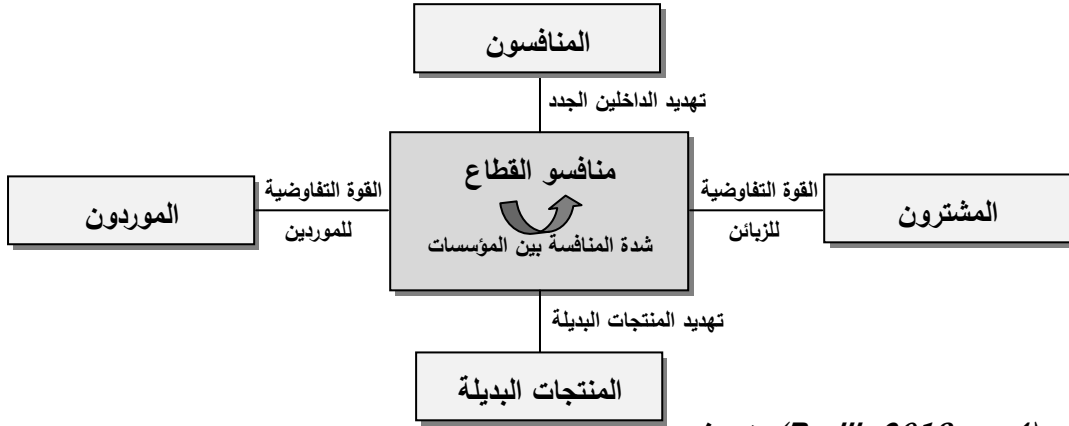 المنافسون
تهديد الداخلين الجدد
منافسو القطاع
شدة المنافسة بين المؤسسات
القوة التفاوضية
للزبائن
المشترون
القوة التفاوضية
للموردين
الموردون
تهديد المنتجات البديلة
المنتجات البديلة